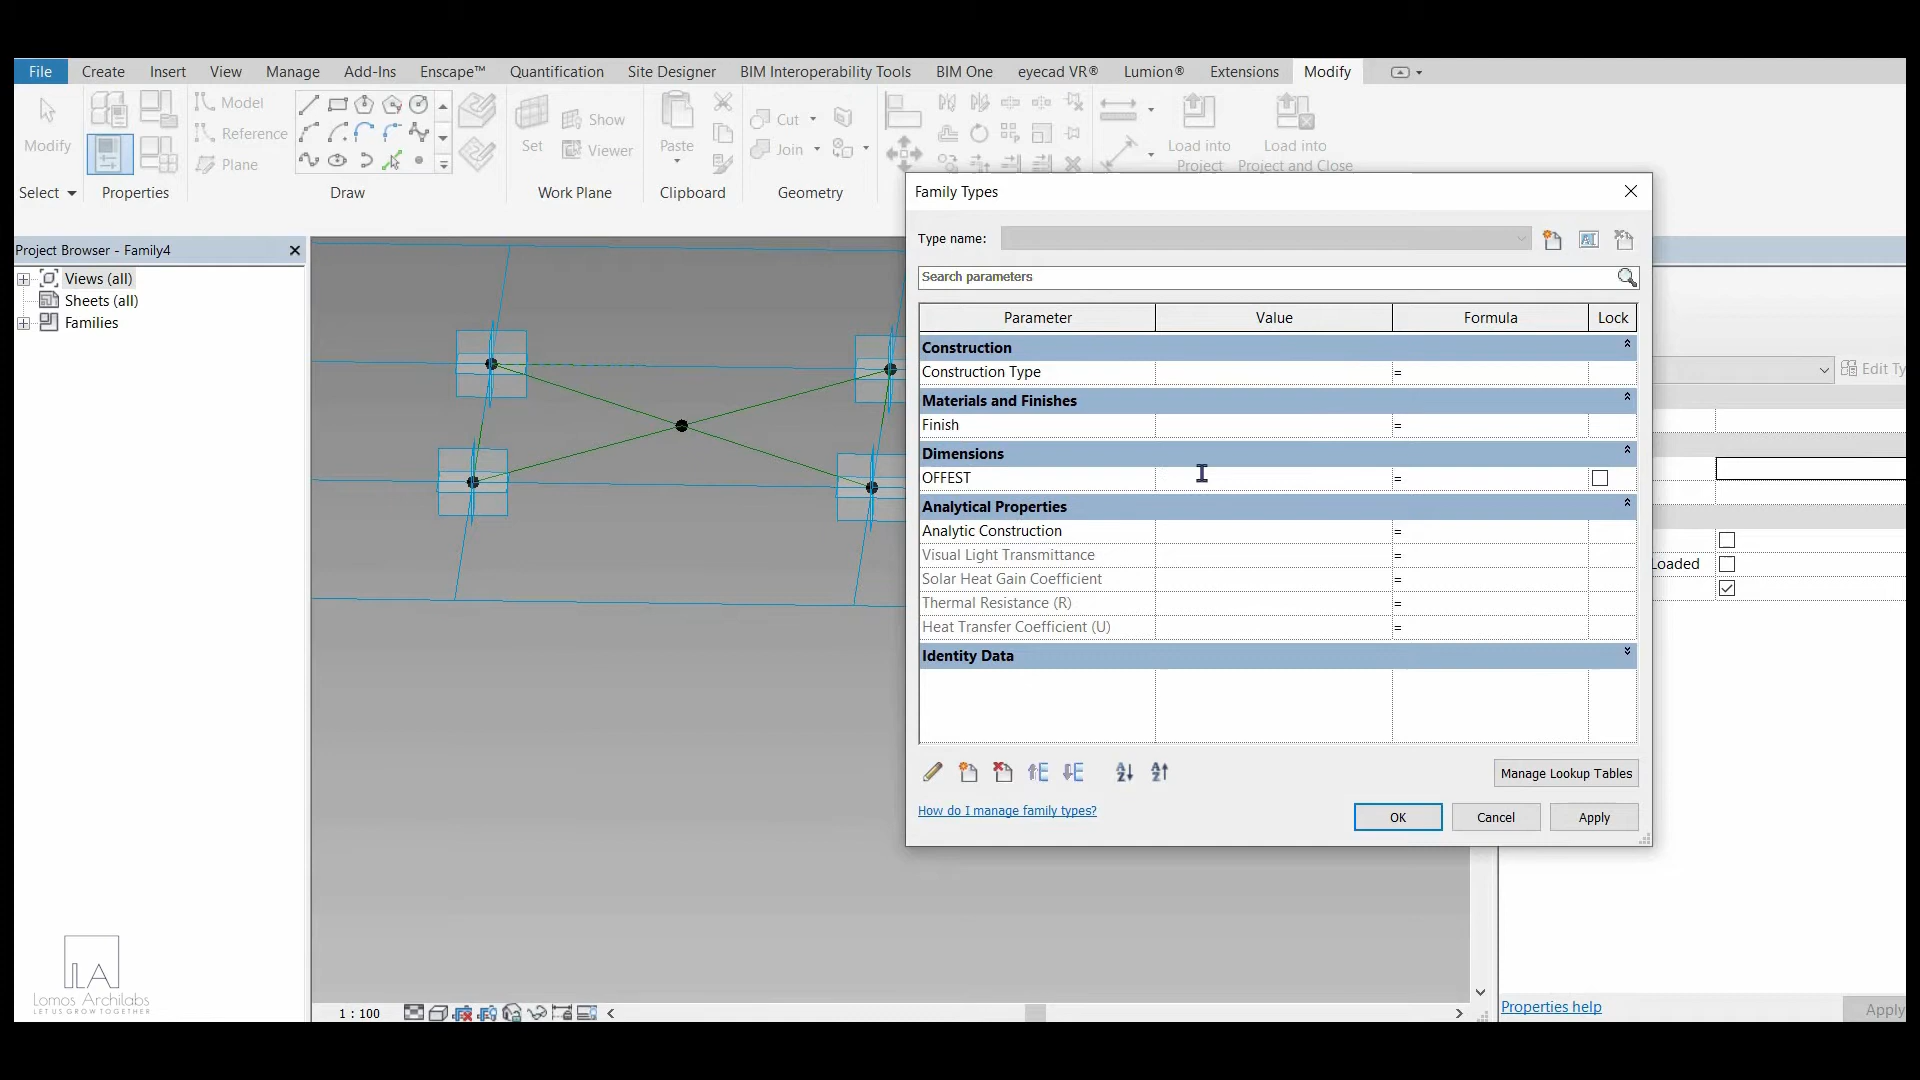 File Create Insert View Manage Add-Ins Enscape™ Quantification Site Designer BIM Interoperability Tools BIM One eyecad VR® Lumion® Extensions Modify
Modify
Model
Reference
Plane
Set
Show
Viewer
Paste
Cut
Join
Load into
Project
Load into
Project and Close
Select Properties Draw Work Plane Clipboard Geometry
Project Browser - Family4
Views (all)
Sheets (all)
Families
Family Types
Type name:
Search parameters
Parameter Value Formula Lock
Construction
Construction Type =
Materials and Finishes
Finish =
Dimensions
OFFEST =
Analytical Properties
Analytic Construction =
Visual Light Transmittance =
Solar Heat Gain Coefficient =
Thermal Resistance (R) =
Heat Transfer Coefficient (U) =
Identity Data
Manage Lookup Tables
How do I manage family types?
OK Cancel Apply
Edit Ty
Loaded
Properties help
Apply
1 : 100
LA
Lomos Archilabs
LET US GROW TOGETHER